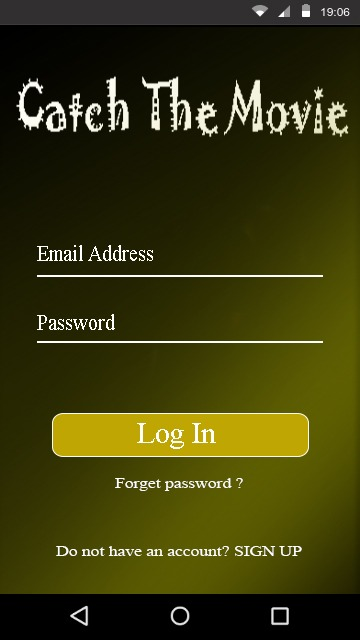 19:06
Catch The Movie
Email Address
Password
Log In
Forget password ?
Do not have an account? SIGN UP